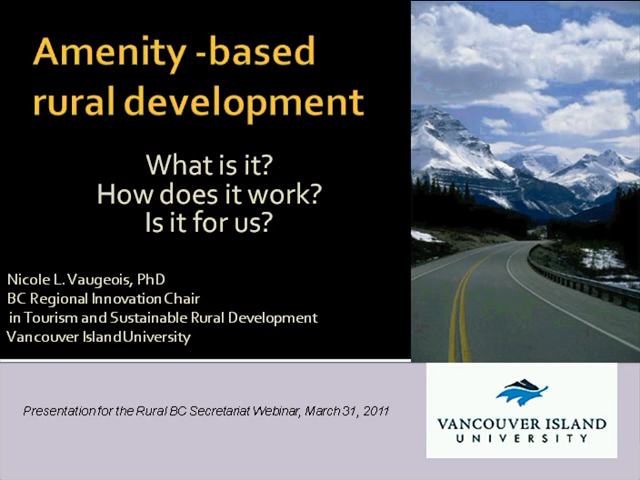 Amenity -based
rural development
What is it?
How does it work?
Is it for us?
Nicole L. Vaugeois, PhD
BC Regional Innovation Chair
in Tourism and Sustainable Rural Development
Vancouver Island University
Presentation for the Rural BC Secretariat Webinar, March 31, 2011
VANCOUVER ISLAND
UNIVERSITY